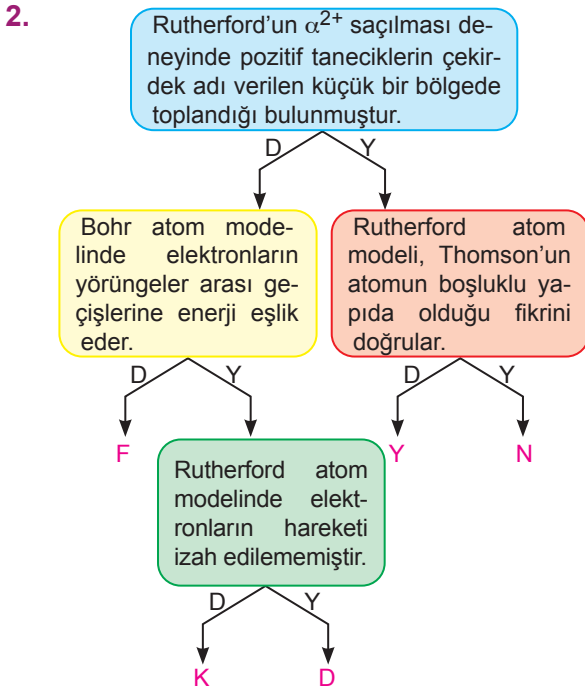 2.
Rutherford'un α2+ saçılması de-
neyinde pozitif taneciklerin çekir-
dek adı verilen küçük bir bölgede
toplandığı bulunmuştur.
D Y
Bohr atom mode-
linde elektronların
yörüngeler arası ge-
çişlerine enerji eşlik
eder.
Rutherford atom
modeli, Thomson'un
atomun boşluklu ya-
pıda olduğu fikrini
doğrular.
D Y D Y
F Y N
Rutherford atom
modelinde elekt-
ronların hareketi
izah edilememiştir.
D Y
K D